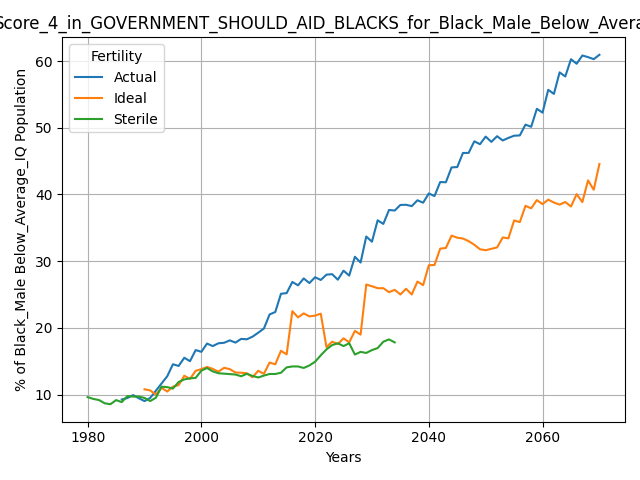 Score_4_in_GOVERNMENT_SHOULD_AID_BLACKS_for_Black_Male_Below_Avera
Fertility
Actual
Ideal
Sterile
% of Black_Male Below_Average_IQ Population
60
50
40
30
20
10
1980 2000 2020 2040 2060
Years